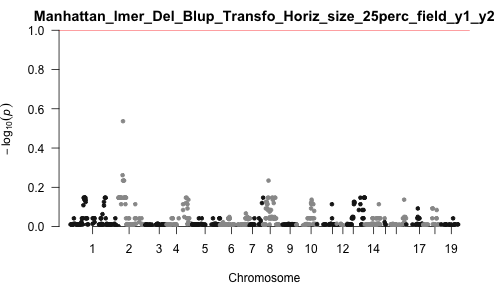 Manhattan_lmer_Del_Blup_Transfo_Horiz_size_25perc_field_y1_y2
1.0
0.8
0.6
0.4
0.2
0.0
− log10(p)
1 2 3 4 5 6 7 8 9 10 12 14 17 19
Chromosome